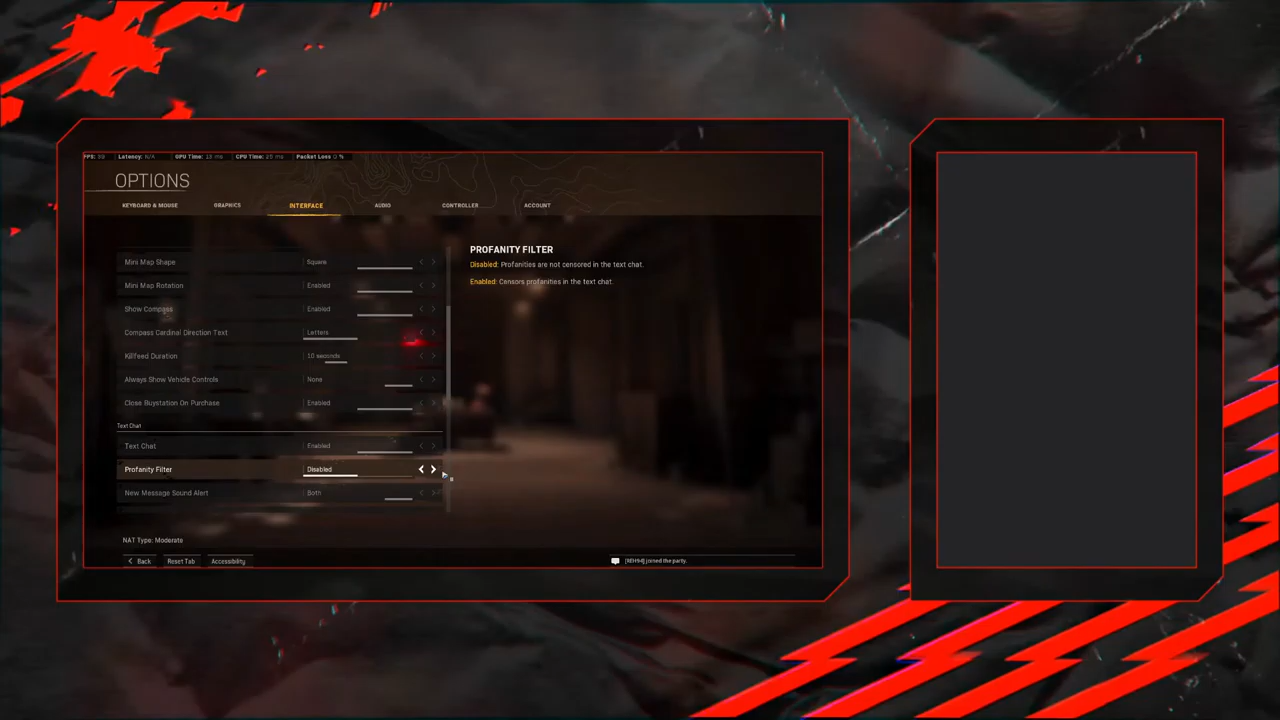 FPS: 90 Latency: N/A GPU Time: 12 ms CPU Time: 25 ms Packet Loss 0 %
OPTIONS
KEYBOARD & MOUSE GRAPHICS INTERFACE AUDIO CONTROLLER ACCOUNT
Mini Map Shape Square
Mini Map Rotation Enabled
Show Compass Enabled
Compass Cardinal Direction Text Letters
Killfeed Duration 10 seconds
Always Show Vehicle Controls None
Close Buystation On Purchase Enabled
Text Chat
Text Chat Enabled
Profanity Filter Disabled
New Message Sound Alert Both
PROFANITY FILTER
Disabled: Profanities are not censored in the text chat.
Enabled: Censors profanities in the text chat.
NAT Type: Moderate
Back Reset Tab Accessibility
joined the party.